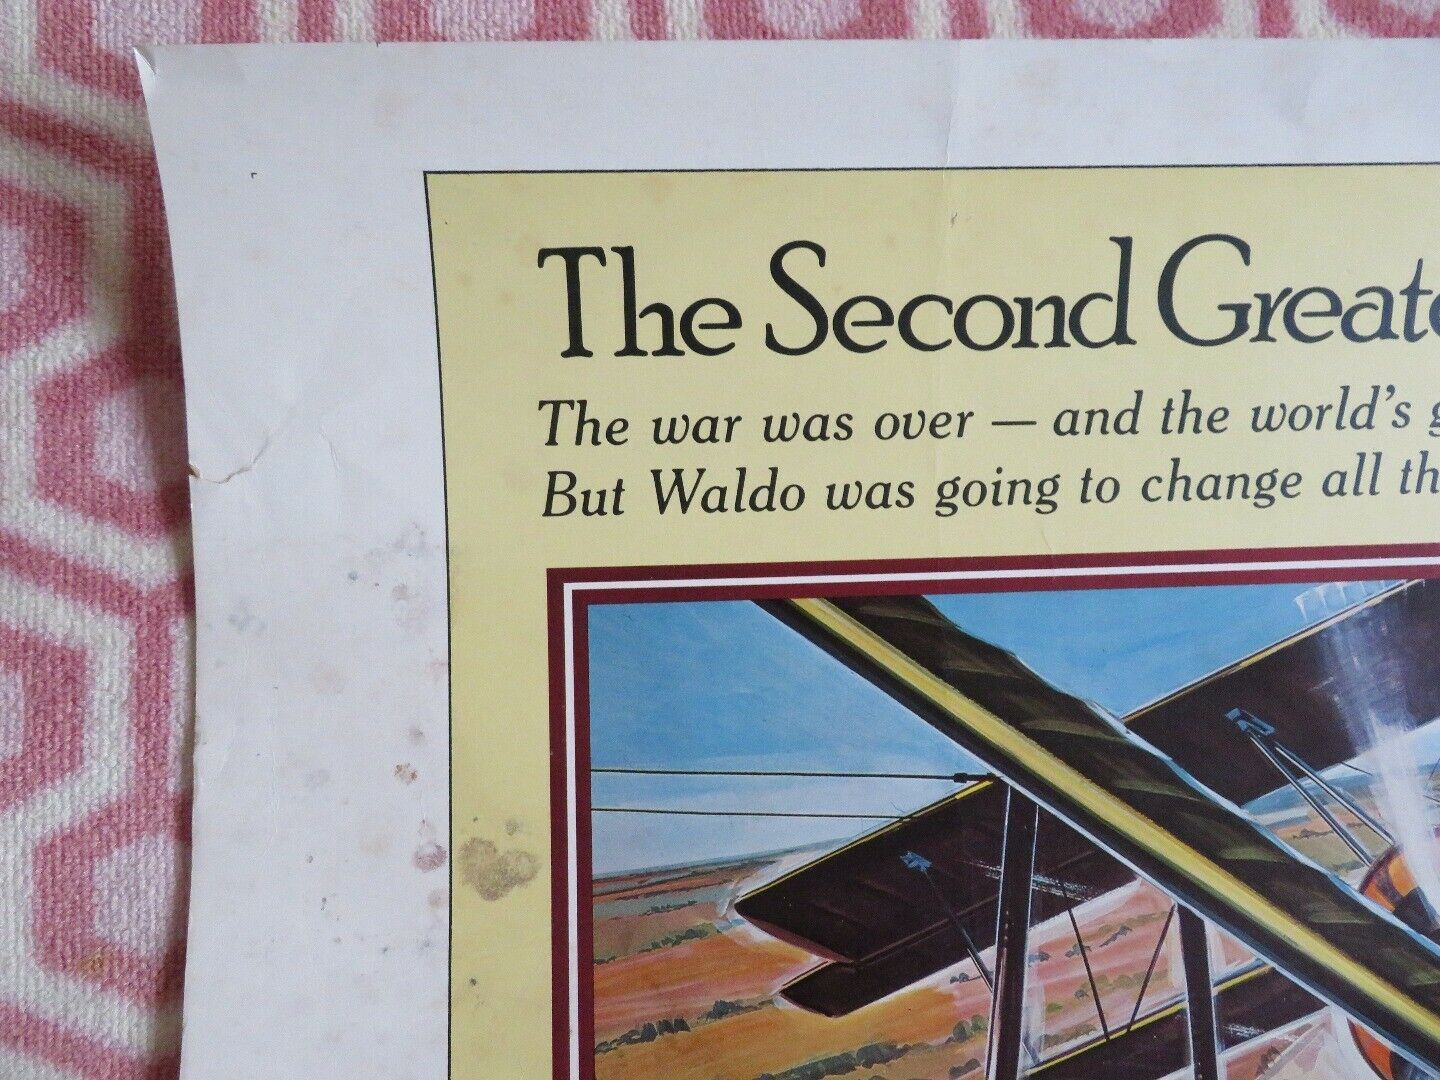 The Second Greate
The war was over — and the world's g
But Waldo was going to change all th